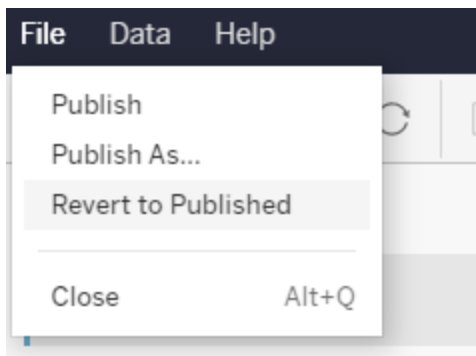 File Data Help
Publish
Publish As...
Revert to Published
Close Alt+Q